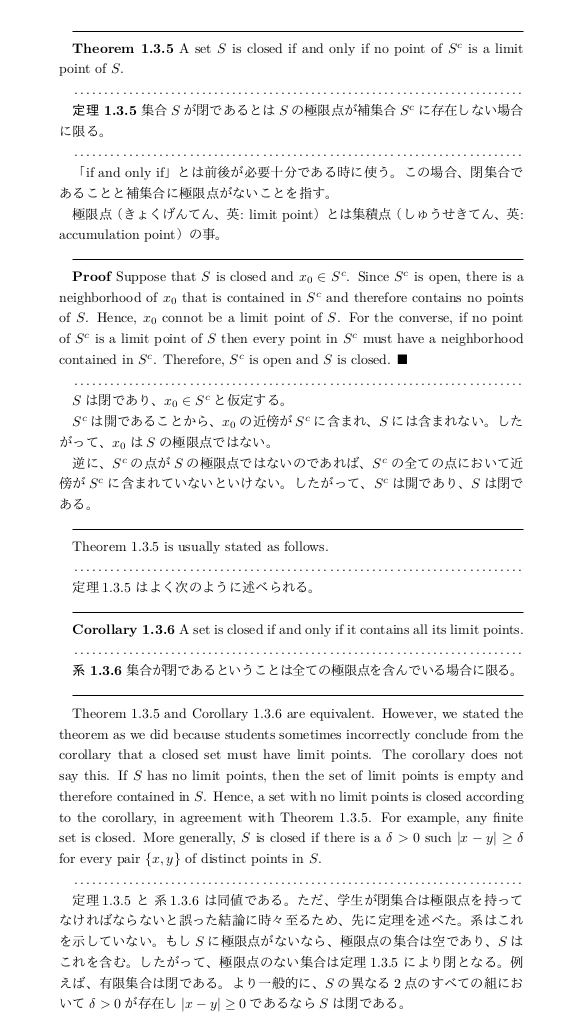 Theorem 1.3.5 A set S is closed if and only if no point of Sᶜ is a limit
point of S.
定理 1.3.5 集合 S が閉であるとは S の極限点が補集合 Sᶜ に存在しない場合
に限る。
「if and only if」とは前後が必要十分である時に使う。この場合、閉集合で
あることと補集合に極限点がないことを指す。
極限点（きょくげんてん、英: limit point）とは集積点（しゅうせきてん、英:
accumulation point）の事。
Proof Suppose that S is closed and x₀ ∈ Sᶜ. Since Sᶜ is open, there is a
neighborhood of x₀ that is contained in Sᶜ and therefore contains no points
of S. Hence, x₀ connot be a limit point of S. For the converse, if no point
of Sᶜ is a limit point of S then every point in Sᶜ must have a neighborhood
contained in Sᶜ. Therefore, Sᶜ is open and S is closed. ■
S は閉であり、x₀ ∈ Sᶜ と仮定する。
Sᶜ は開であることから、x₀ の近傍が Sᶜ に含まれ、S には含まれない。した
がって、x₀ は S の極限点ではない。
逆に、Sᶜ の点が S の極限点ではないのであれば、Sᶜ の全ての点において近
傍が Sᶜ に含まれていないといけない。したがって、Sᶜ は開であり、S は閉で
ある。
Theorem 1.3.5 is usually stated as follows.
定理 1.3.5 はよく次のように述べられる。
Corollary 1.3.6 A set is closed if and only if it contains all its limit points.
系 1.3.6 集合が閉であるということは全ての極限点を含んでいる場合に限る。
Theorem 1.3.5 and Corollary 1.3.6 are equivalent. However, we stated the
theorem as we did because students sometimes incorrectly conclude from the
corollary that a closed set must have limit points. The corollary does not
say this. If S has no limit points, then the set of limit points is empty and
therefore contained in S. Hence, a set with no limit points is closed according
to the corollary, in agreement with Theorem 1.3.5. For example, any finite
set is closed. More generally, S is closed if there is a δ > 0 such |x − y| ≥ δ
for every pair {x, y} of distinct points in S.
定理 1.3.5 と 系 1.3.6 は同値である。ただ、学生が閉集合は極限点を持って
なければならないと誤った結論に時々至るため、先に定理を述べた。系はこれ
を示していない。もし S に極限点がないなら、極限点の集合は空であり、S は
これを含む。したがって、極限点のない集合は定理 1.3.5 により閉となる。例
えば、有限集合は閉である。より一般的に、S の異なる 2 点のすべての組にお
いて δ > 0 が存在し |x − y| ≥ 0 であるなら S は閉である。